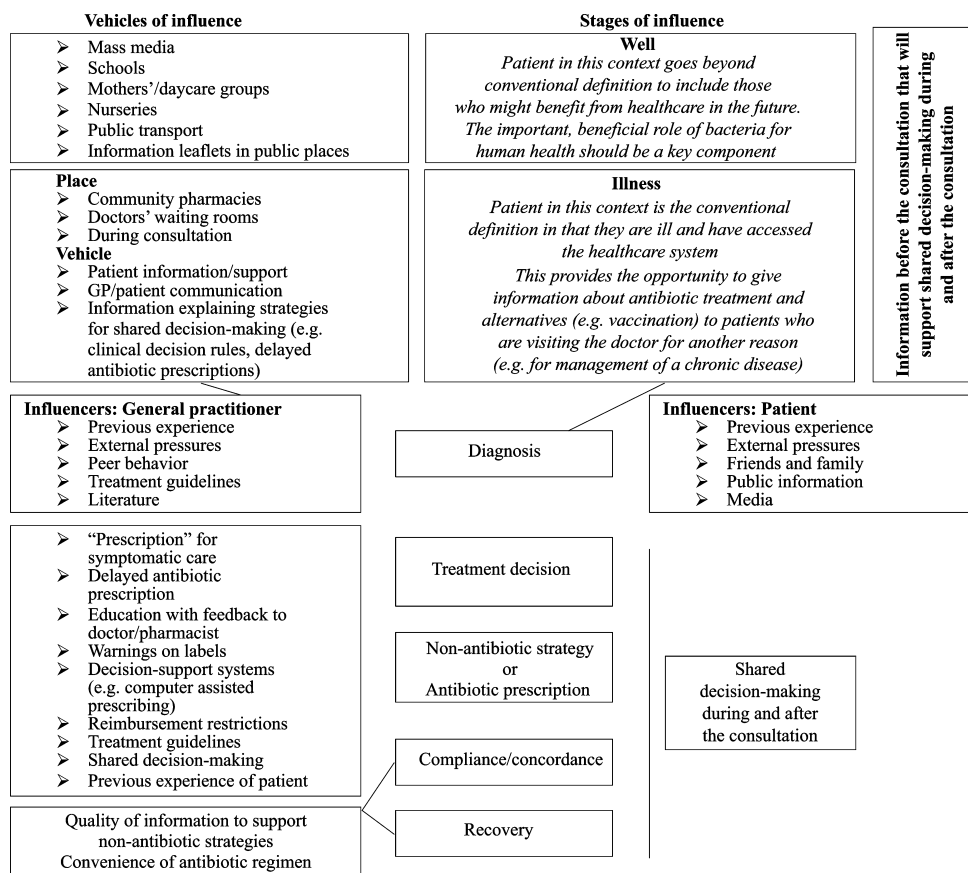 Vehicles of influence
Mass media
Schools
Mothers’/daycare groups
Nurseries
Public transport
Information leaflets in public places
Stages of influence
Well
Patient in this context goes beyond
conventional definition to include those
who might benefit from healthcare in the future.
The important, beneficial role of bacteria for
human health should be a key component
Place
Community pharmacies
Doctors’ waiting rooms
During consultation
Vehicle
Patient information/support
GP/patient communication
Information explaining strategies
for shared decision-making (e.g.
clinical decision rules, delayed
antibiotic prescriptions)
Illness
Patient in this context is the conventional
definition in that they are ill and have accessed
the healthcare system
This provides the opportunity to give
information about antibiotic treatment and
alternatives (e.g. vaccination) to patients who
are visiting the doctor for another reason
(e.g. for management of a chronic disease)
Information before the consultation that will
support shared decision-making during
and after the consultation
Influencers: General practitioner
Previous experience
External pressures
Peer behavior
Treatment guidelines
Literature
Diagnosis
Influencers: Patient
Previous experience
External pressures
Friends and family
Public information
Media
“Prescription” for
symptomatic care
Delayed antibiotic
prescription
Education with feedback to
doctor/pharmacist
Warnings on labels
Decision-support systems
(e.g. computer assisted
prescribing)
Reimbursement restrictions
Treatment guidelines
Shared decision-making
Previous experience of patient
Treatment decision
Non-antibiotic strategy
or
Antibiotic prescription
Shared
decision-making
during and after
the consultation
Compliance/concordance
Recovery
Quality of information to support
non-antibiotic strategies
Convenience of antibiotic regimen